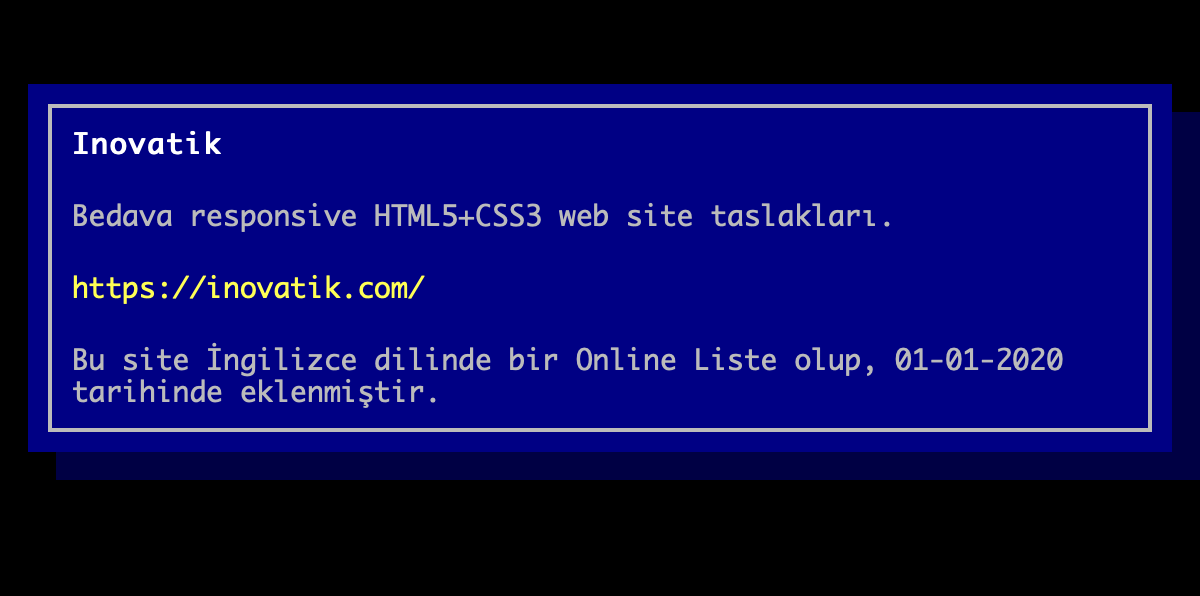 Inovatik
Bedava responsive HTML5+CSS3 web site taslakları.
https://inovatik.com/
Bu site İngilizce dilinde bir Online Liste olup, 01-01-2020
tarihinde eklenmiştir.